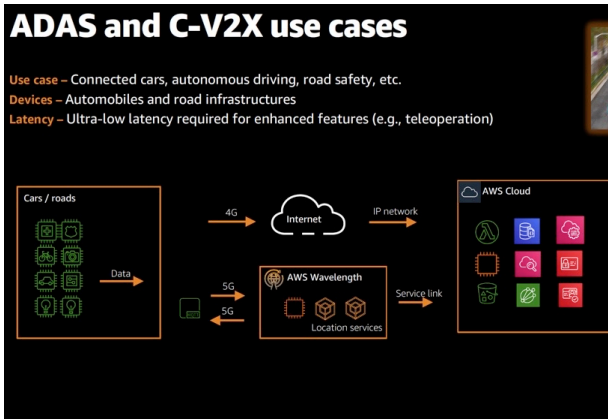 ADAS and C-V2X use cases
Use case – Connected cars, autonomous driving, road safety, etc.
Devices – Automobiles and road infrastructures
Latency – Ultra-low latency required for enhanced features (e.g., teleoperation)
Cars / roads
Data
4G
Internet
IP network
AWS Cloud
5G
5G
AWS Wavelength
Location services
Service link